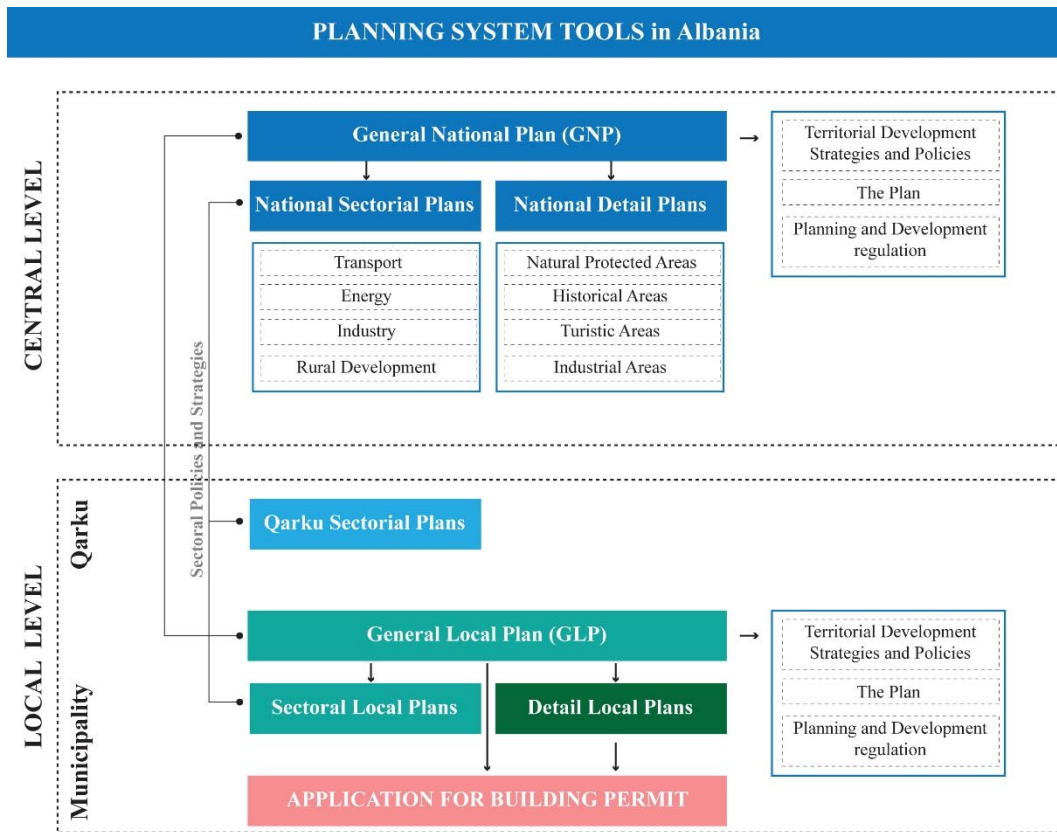 PLANNING SYSTEM TOOLS in Albania
CENTRAL LEVEL
General National Plan (GNP)
National Sectorial Plans
National Detail Plans
Transport
Energy
Industry
Rural Development
Natural Protected Areas
Historical Areas
Turistic Areas
Industrial Areas
Territorial Development
Strategies and Policies
The Plan
Planning and Development
regulation
Sectoral Policies and Strategies
LOCAL LEVEL
Qarku
Qarku Sectorial Plans
Municipality
General Local Plan (GLP)
Sectoral Local Plans
Detail Local Plans
APPLICATION FOR BUILDING PERMIT
Territorial Development
Strategies and Policies
The Plan
Planning and Development
regulation